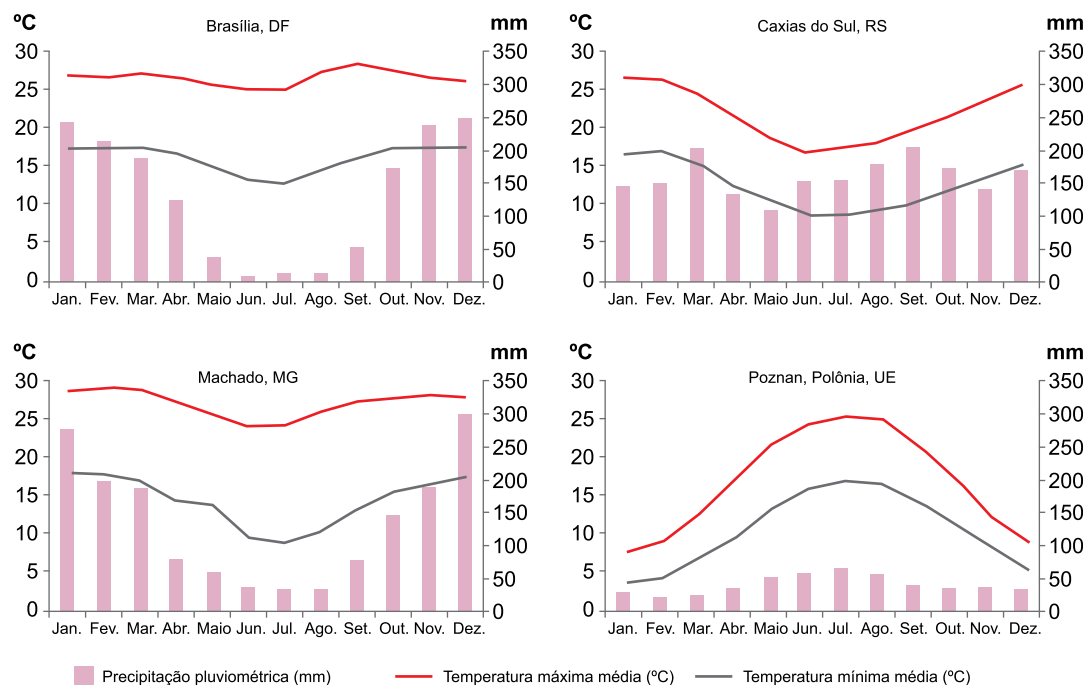 ºC mm ºC mm
Brasília, DF Caxias do Sul, RS
30 350 30 350
300 300
25 25
250 250
20 20
200 200
15 15
150 150
10 10
100 100
5 5
50 50
0 0 0 0
Jan. Fev. Mar. Abr. Maio Jun. Jul. Ago. Set. Out. Nov. Dez. Jan. Fev. Mar. Abr. Maio Jun. Jul. Ago. Set. Out. Nov. Dez.
ºC mm ºC mm
Machado, MG Poznan, Polônia, UE
30 350 30 350
300 300
25 25
250 250
20 20
200 200
15 15
150 150
10 10
100 100
5 5
50 50
0 0 0 0
Jan. Fev. Mar. Abr. Maio Jun. Jul. Ago. Set. Out. Nov. Dez. Jan. Fev. Mar. Abr. Maio Jun. Jul. Ago. Set. Out. Nov. Dez.
Precipitação pluviométrica (mm) Temperatura máxima média (ºC) Temperatura mínima média (ºC)